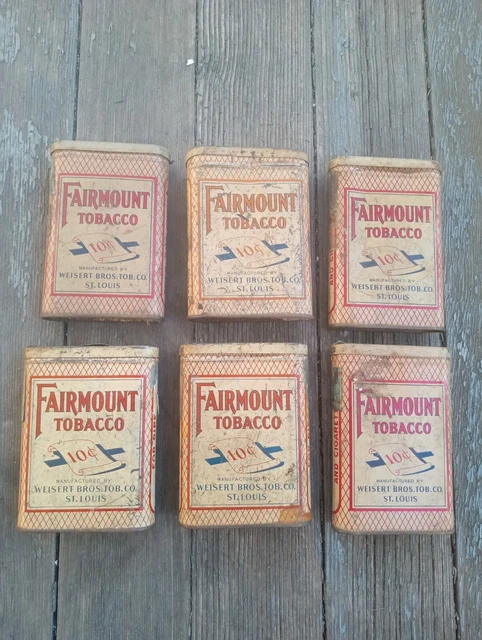 FAIRMOUNT
TOBACCO
10¢
MANUFACTURED BY
WEISERT BROS. TOB. CO.
ST. LOUIS
FAIRMOUNT
TOBACCO
10¢
MANUFACTURED BY
WEISERT BROS. TOB. CO.
ST. LOUIS
FAIRMOUNT
TOBACCO
10¢
MANUFACTURED BY
WEISERT BROS. TOB. CO.
ST. LOUIS
FAIRMOUNT
TOBACCO
10¢
MANUFACTURED BY
WEISERT BROS. TOB. CO.
ST. LOUIS
FAIRMOUNT
TOBACCO
10¢
MANUFACTURED BY
WEISERT BROS. TOB. CO.
ST. LOUIS
AND CIGARETTE
FAIRMOUNT
TOBACCO
10¢
MANUFACTURED BY
WEISERT BROS. TOB. CO.
ST. LOUIS